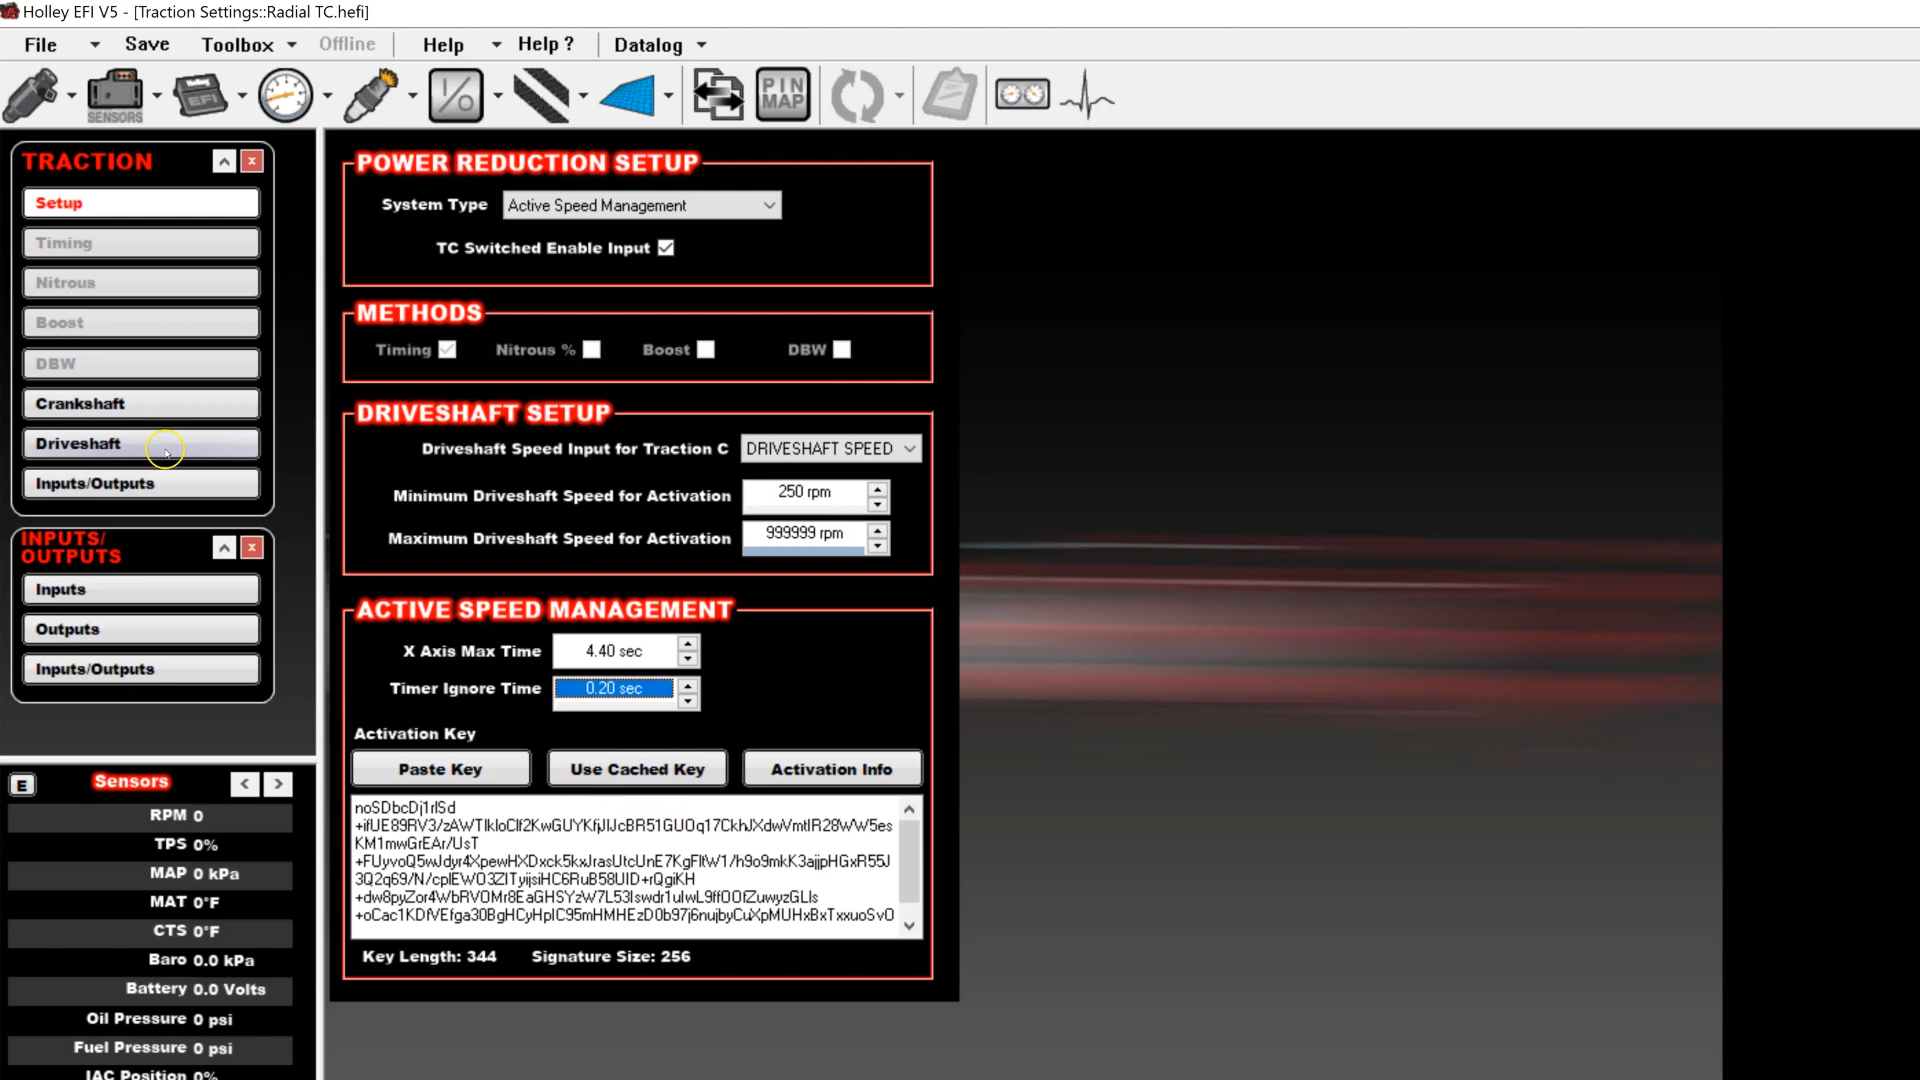 Holley EFI V5 - [Traction Settings::Radial TC.hefi]
File Save Toolbox Offline Help Help ? Datalog
SENSORS
Holley EFI
I/O
PIN MAP
TRACTION
Setup
Timing
Nitrous
Boost
DBW
Crankshaft
Driveshaft
Inputs/Outputs
INPUTS/
OUTPUTS
Inputs
Outputs
Inputs/Outputs
E Sensors < >
RPM 0
TPS 0%
MAP 0 kPa
MAT 0°F
CTS 0°F
Baro 0.0 kPa
Battery 0.0 Volts
Oil Pressure 0 psi
Fuel Pressure 0 psi
IAC Position 0%
POWER REDUCTION SETUP
System Type Active Speed Management
TC Switched Enable Input
METHODS
Timing Nitrous % Boost DBW
DRIVESHAFT SETUP
Driveshaft Speed Input for Traction C DRIVESHAFT SPEED
Minimum Driveshaft Speed for Activation 250 rpm
Maximum Driveshaft Speed for Activation 999999 rpm
ACTIVE SPEED MANAGEMENT
X Axis Max Time 4.40 sec
Timer Ignore Time 0.20 sec
Activation Key
Paste Key Use Cached Key Activation Info
Key Length: 344 Signature Size: 256